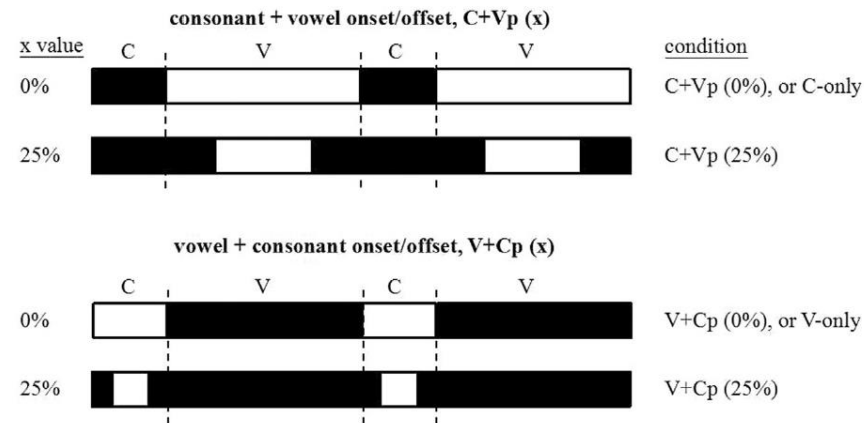 consonant + vowel onset/offset, C+Vp (x)
x value C V C V condition
0% C+Vp (0%), or C-only
25% C+Vp (25%)
vowel + consonant onset/offset, V+Cp (x)
C V C V
0% V+Cp (0%), or V-only
25% V+Cp (25%)